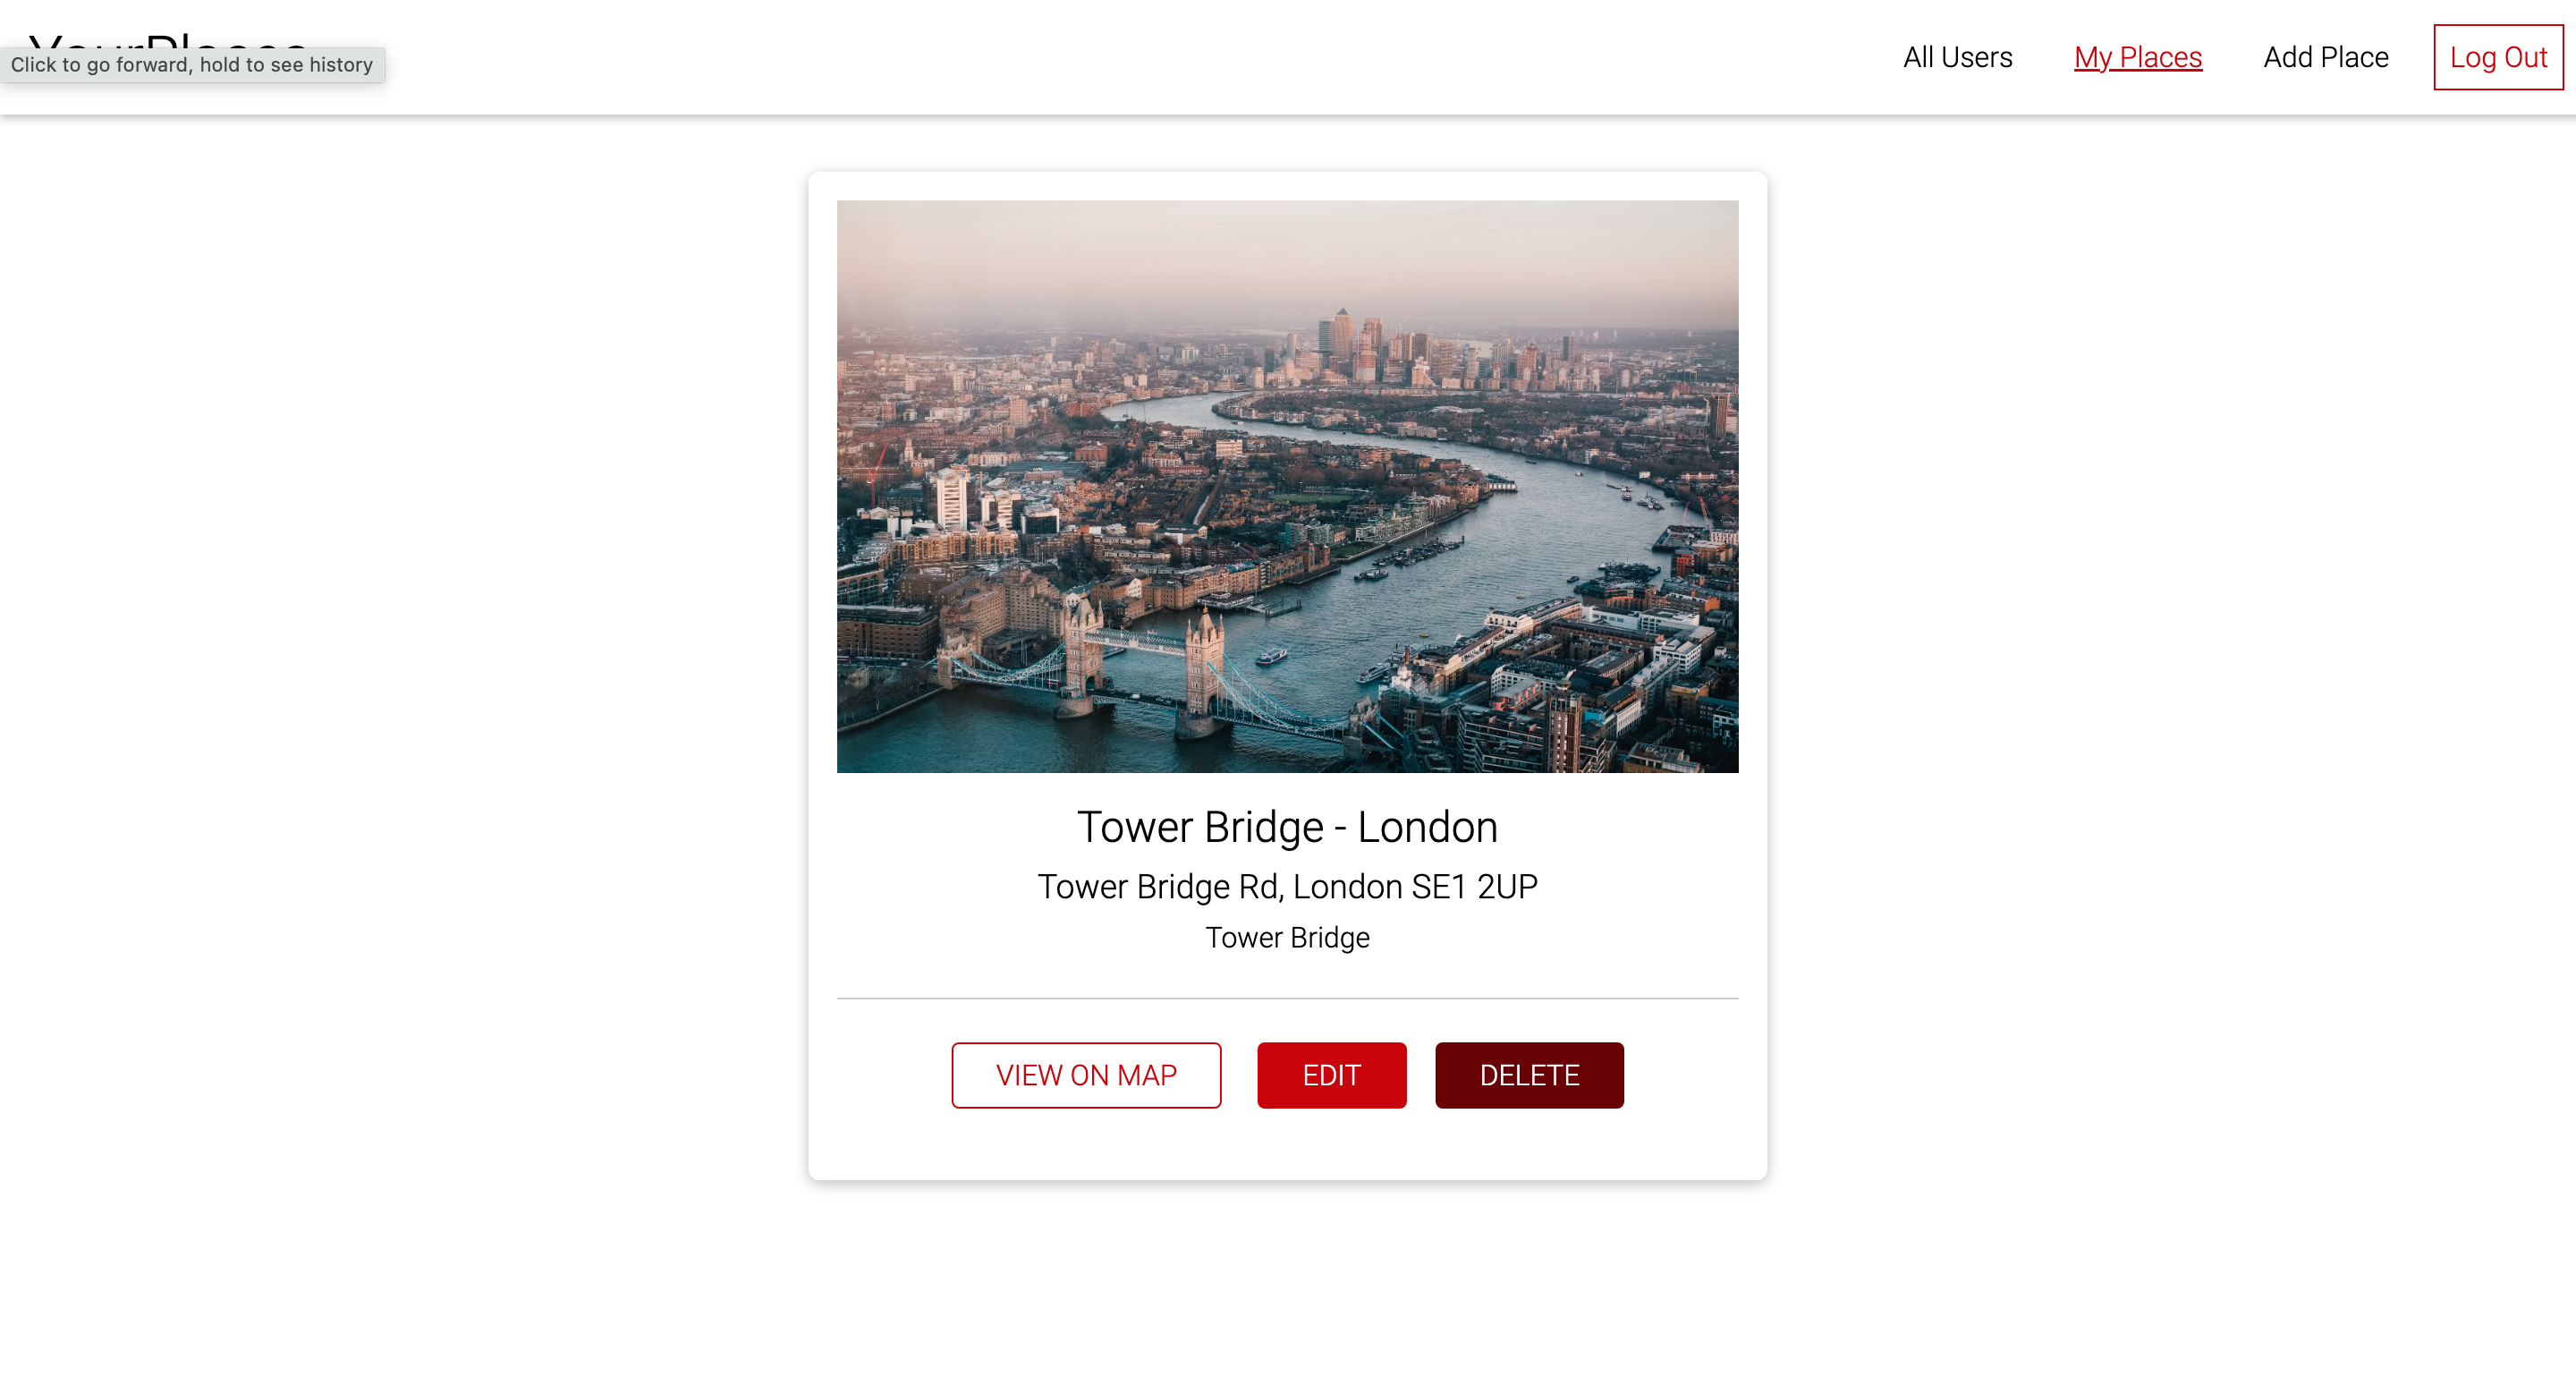 Click to go forward, hold to see history
All Users
My Places
Add Place
Log Out
Tower Bridge - London
Tower Bridge Rd, London SE1 2UP
Tower Bridge
VIEW ON MAP
EDIT
DELETE